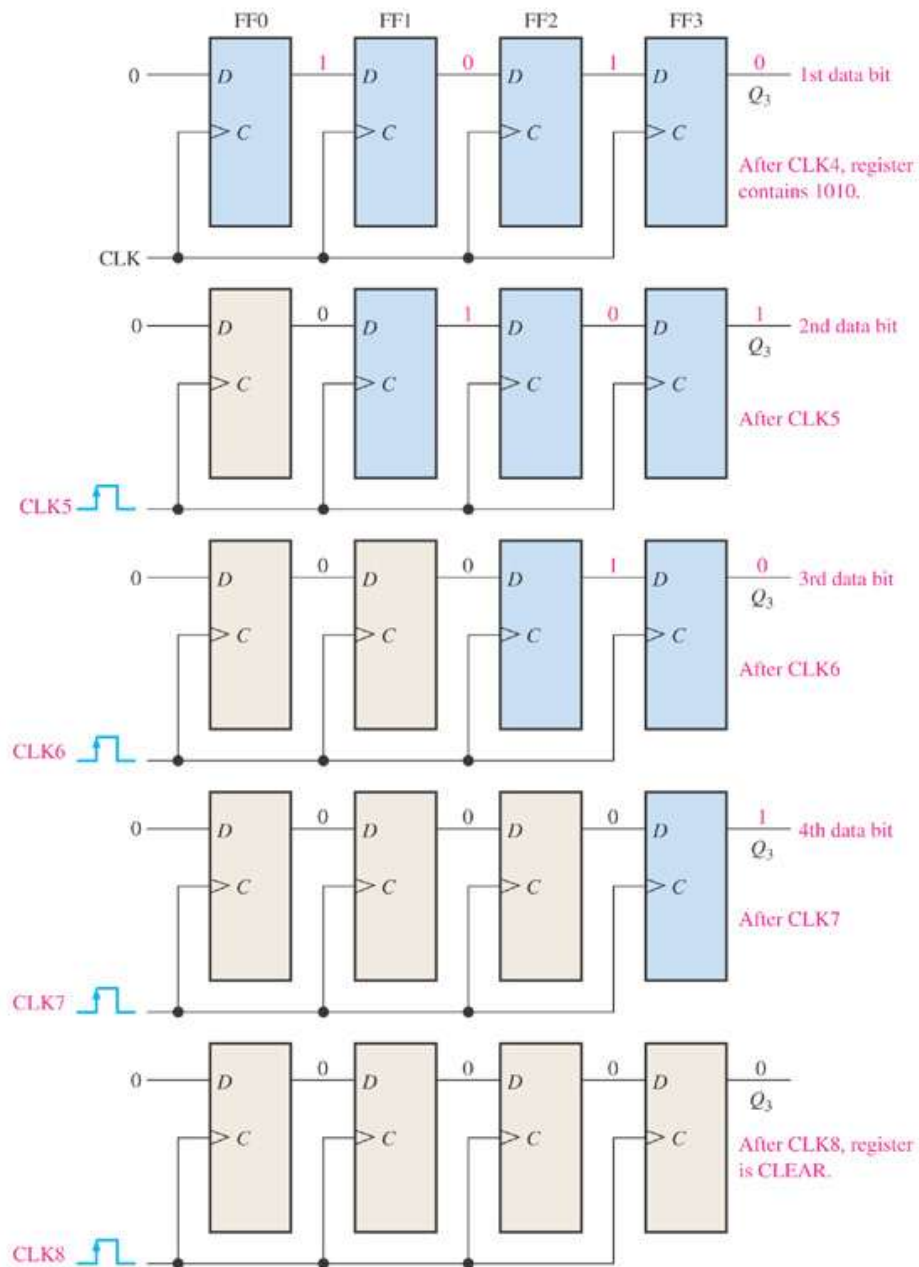 FF0 FF1 FF2 FF3
0 D 1 D 0 D 1 D 0 1st data bit
Q3
C C C C
After CLK4, register
contains 1010.
CLK
0 D 0 D 1 D 0 D 1 2nd data bit
Q3
C C C C
After CLK5
CLK5
0 D 0 D 0 D 1 D 0 3rd data bit
Q3
C C C C
After CLK6
CLK6
0 D 0 D 0 D 0 D 1 4th data bit
Q3
C C C C
After CLK7
CLK7
0 D 0 D 0 D 0 D 0
Q3
C C C C
After CLK8, register
is CLEAR.
CLK8